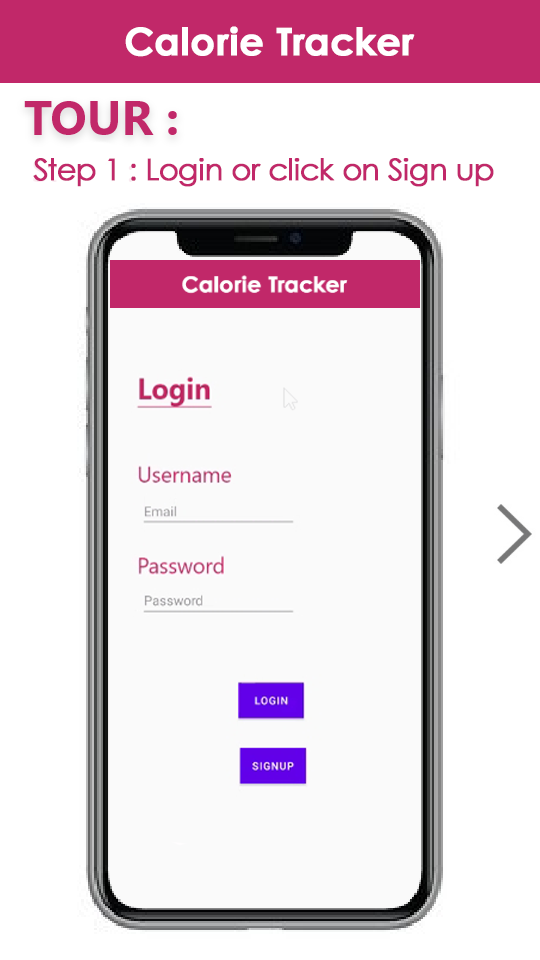 Calorie Tracker
TOUR :
Step 1 : Login or click on Sign up
Calorie Tracker
Login
Username
Email
Password
Password
LOGIN
SIGNUP